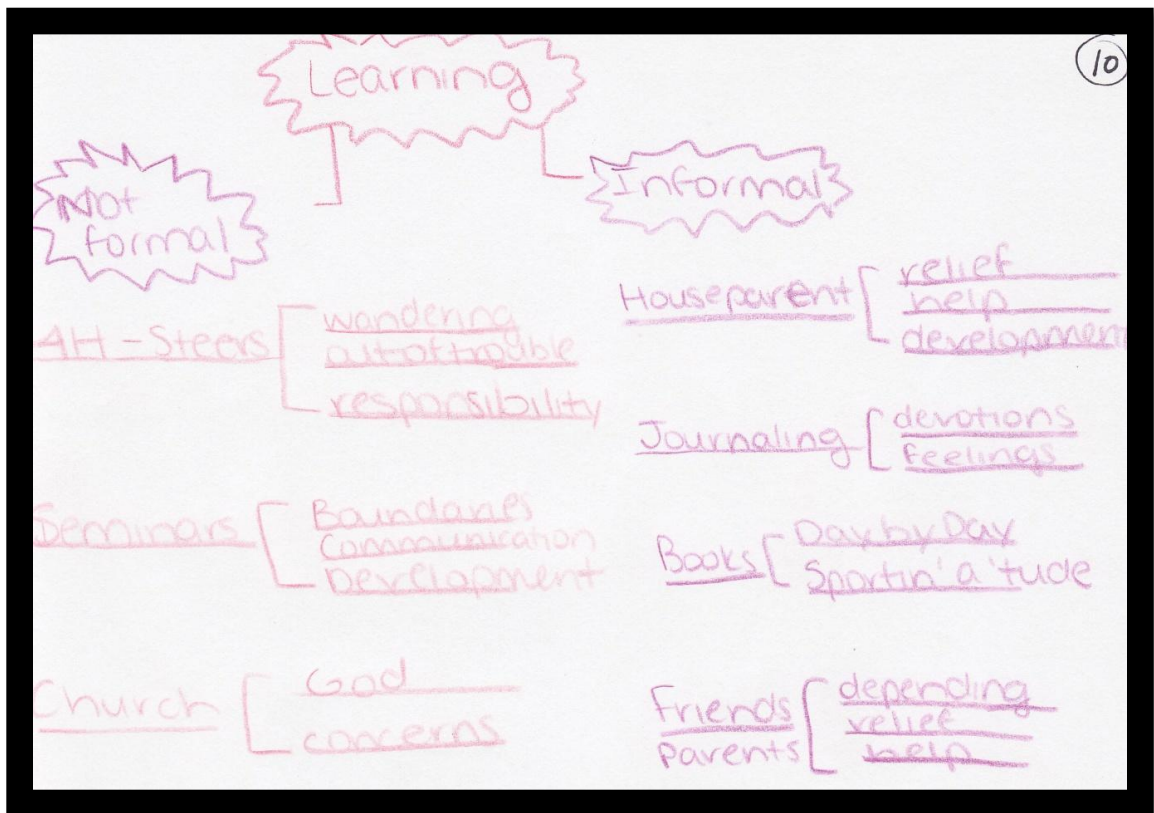 10
Learning
Not
formal
Informal
4H - Steers
wandering
out of trouble
responsibility
Seminars
Boundaries
Communication
Development
Church
God
concerns
Houseparent
relief
help
development
Journaling
devotions
feelings
Books
Day by Day
Sportin' a 'tude
Friends
parents
depending
relief
help